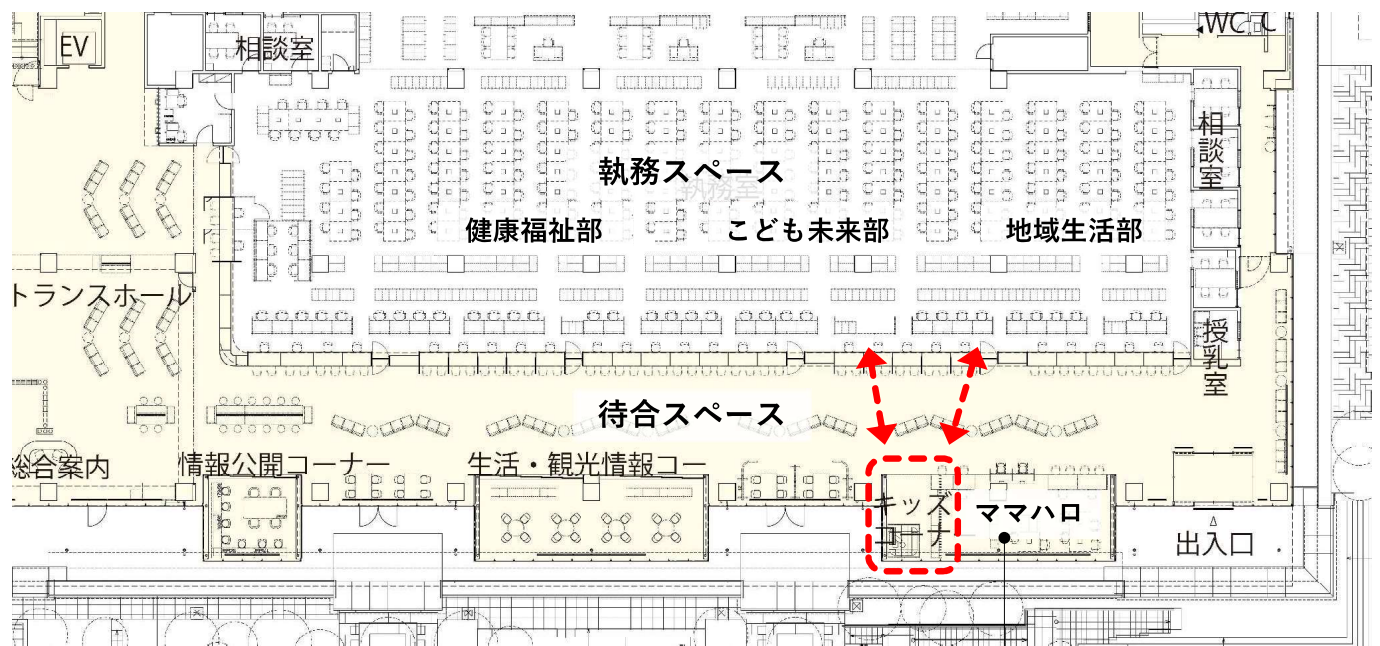 EV
相談室
WC
C
執務スペース
執務室
健康福祉部
こども未来部
地域生活部
相談室
トランスホール
授乳室
待合スペース
総合案内
情報公開コーナー
生活・観光情報コー
キッズ
コーナ
ママハロ
出入口